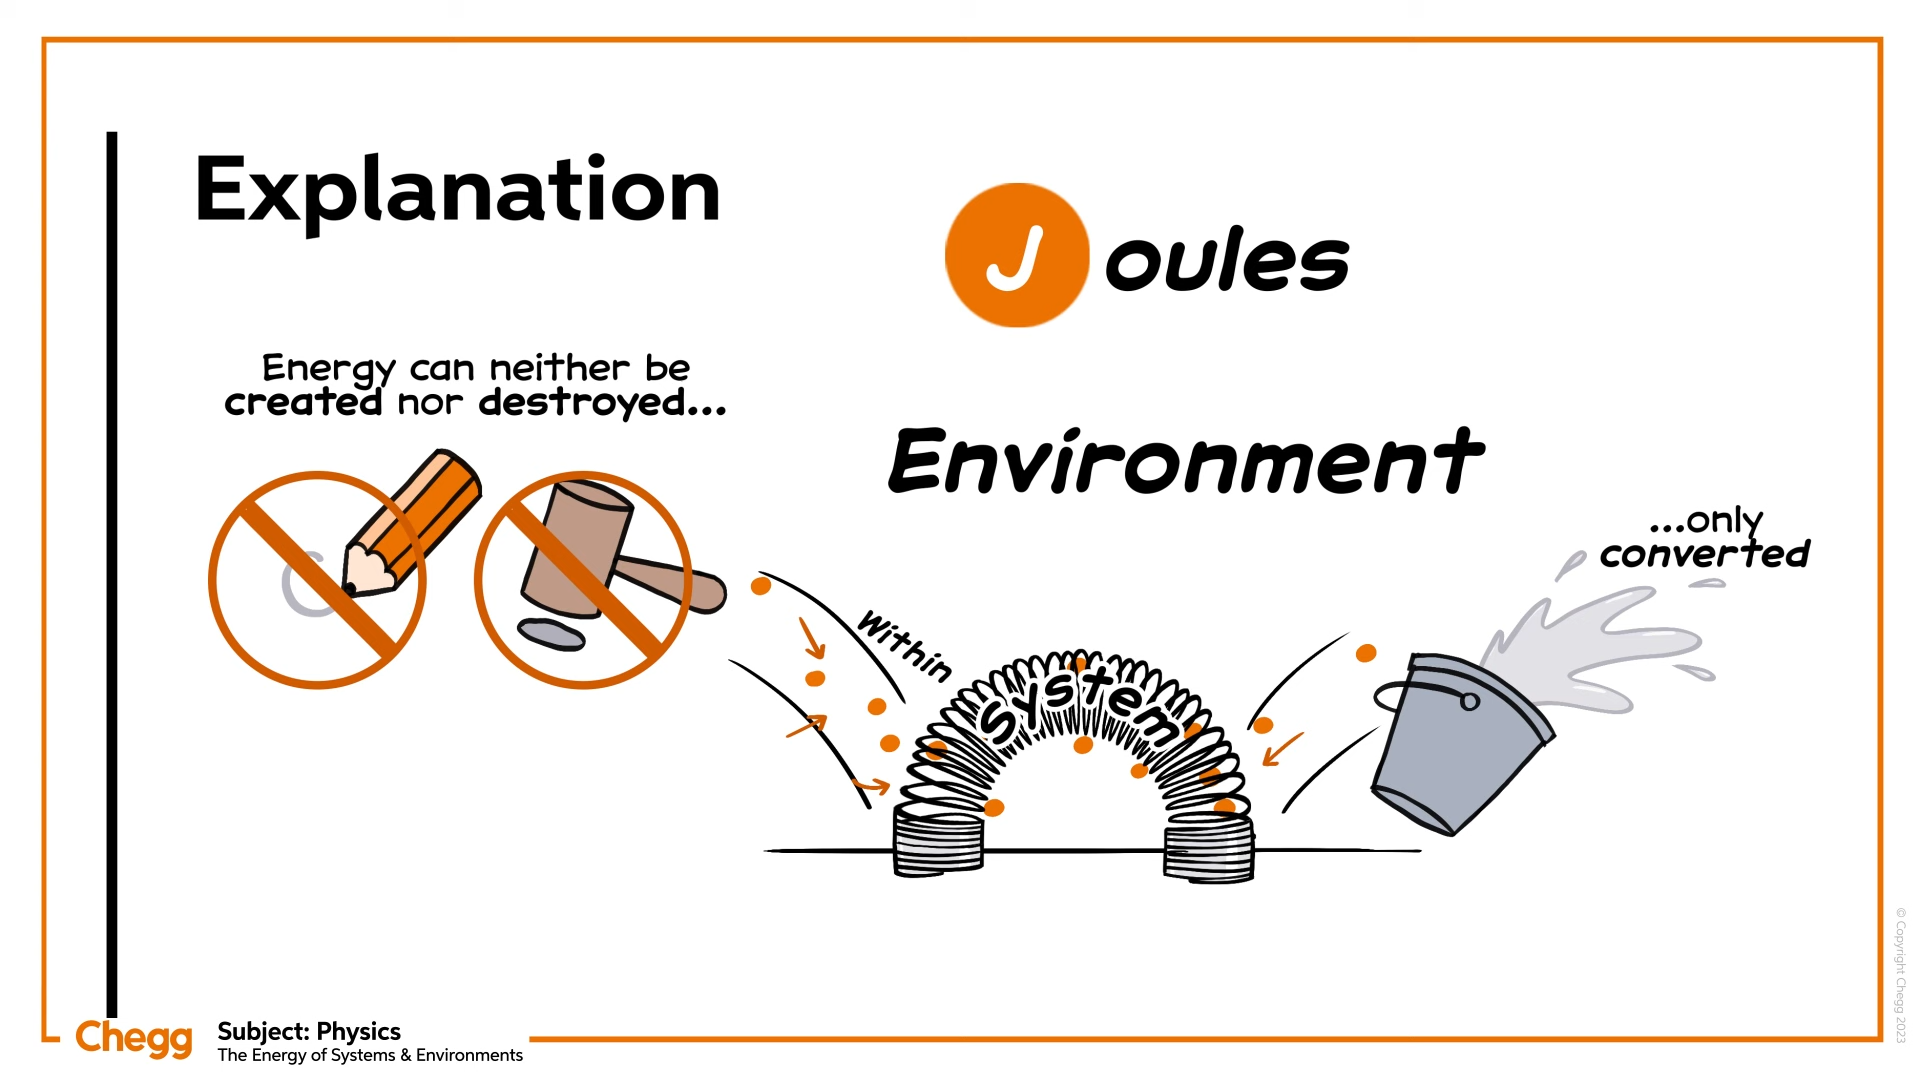 Explanation
Joules
Energy can neither be
created nor destroyed...
Environment
...only
converted
Within
System
Chegg
Subject: Physics
The Energy of Systems & Environments
© Copyright Chegg 2023